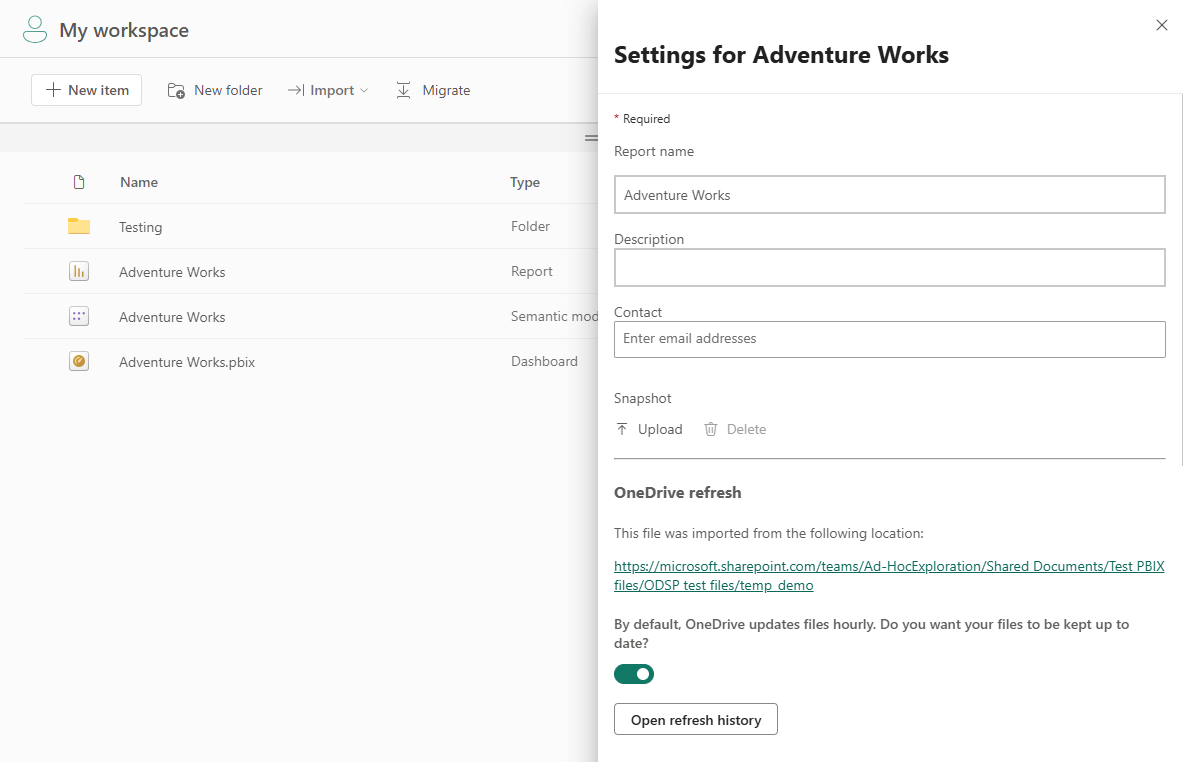 My workspace
New item
New folder
Import
Migrate
Name Type
Testing Folder
Adventure Works Report
Adventure Works Semantic mod
Adventure Works.pbix Dashboard
Settings for Adventure Works
* Required
Report name
Adventure Works
Description
Contact
Enter email addresses
Snapshot
Upload
Delete
OneDrive refresh
This file was imported from the following location:
https://microsoft.sharepoint.com/teams/Ad-HocExploration/Shared Documents/Test PBIX
files/ODSP test files/temp_demo
By default, OneDrive updates files hourly. Do you want your files to be kept up to
date?
Open refresh history